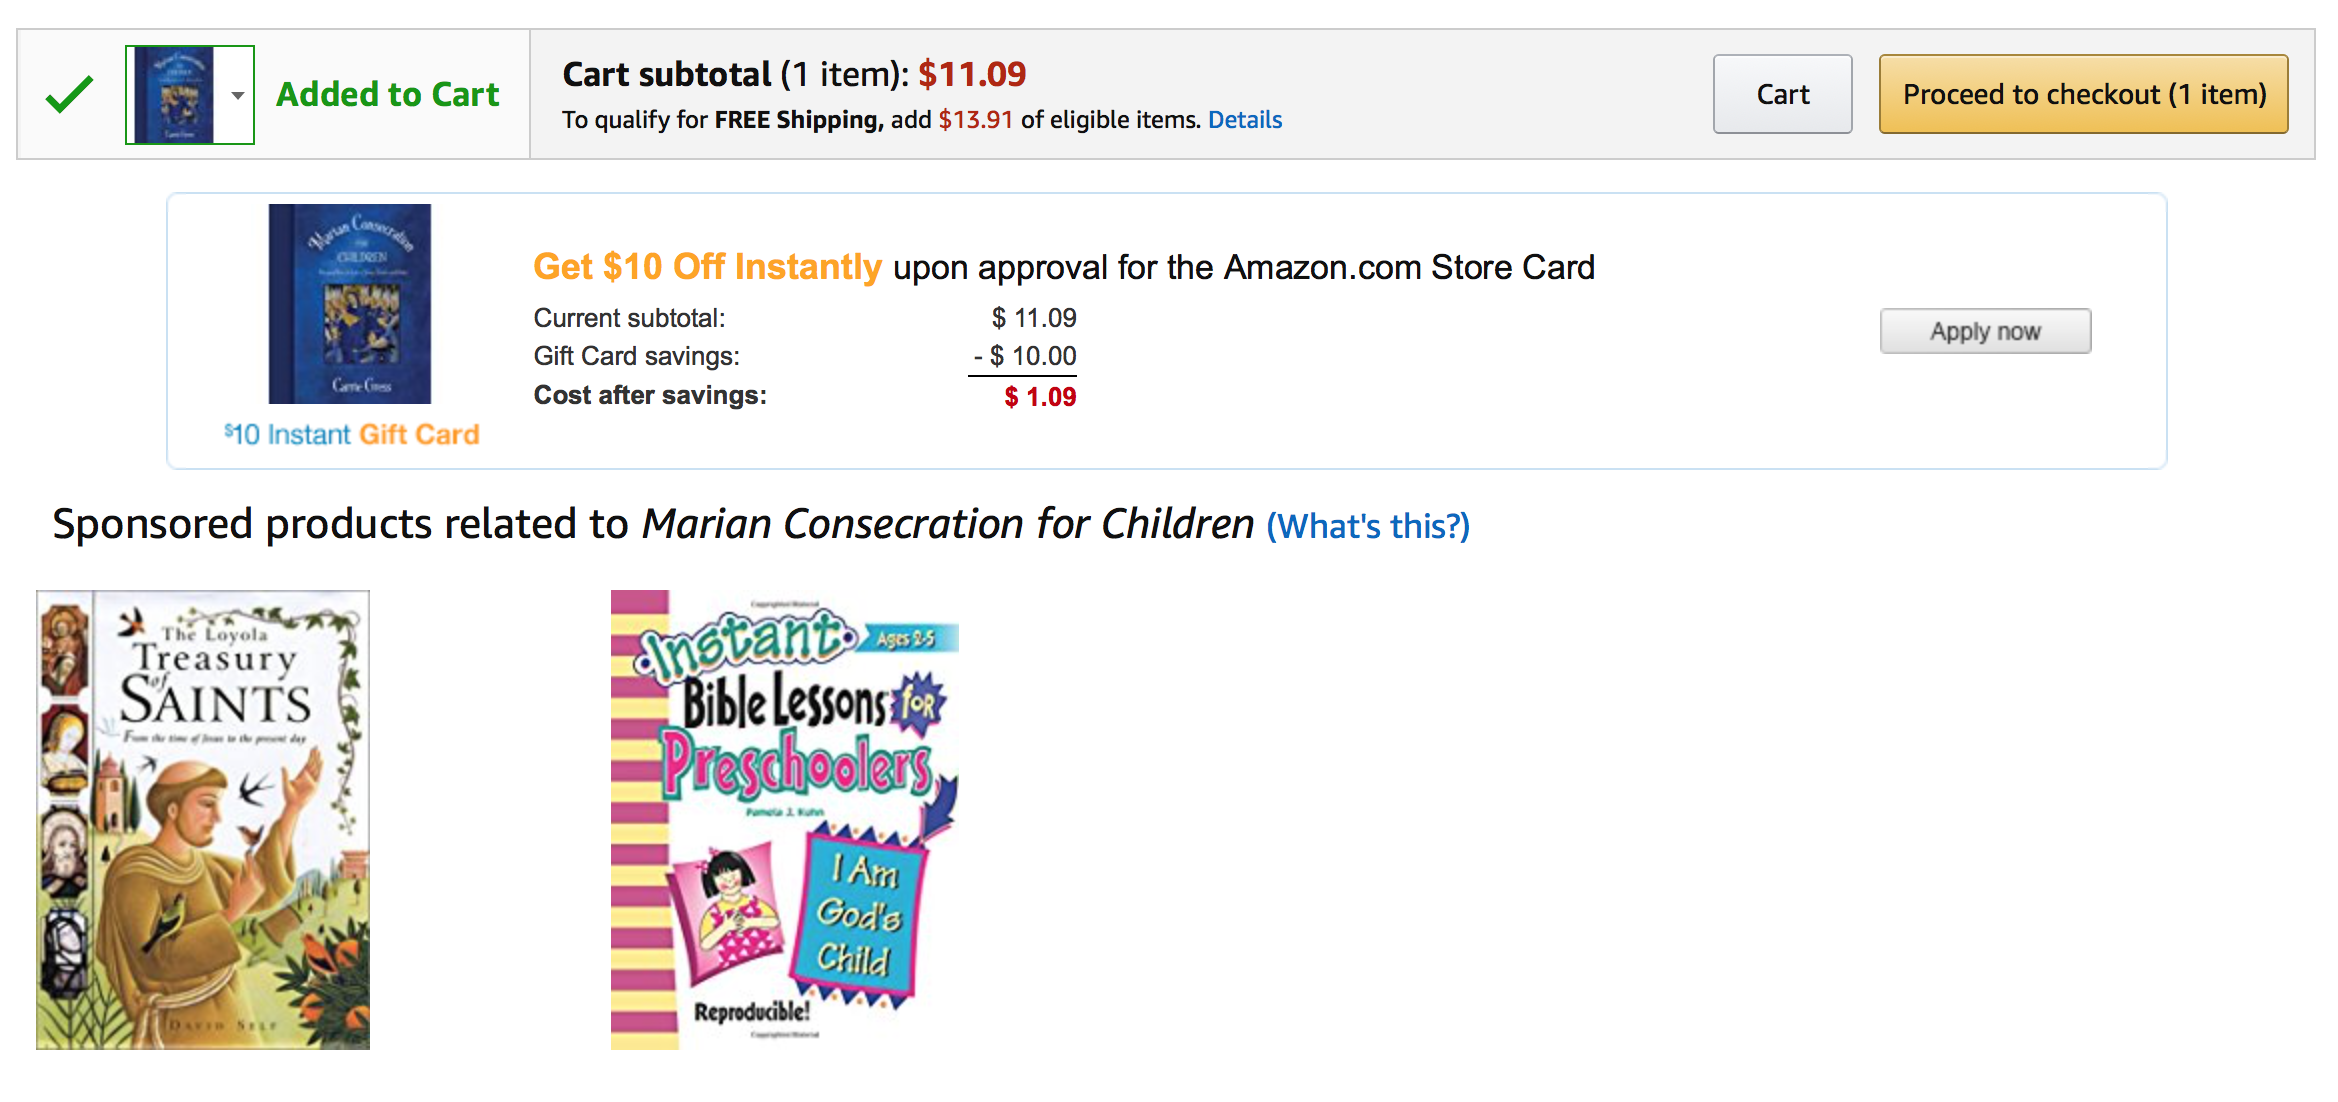 Added to Cart
Cart subtotal (1 item): $11.09
To qualify for FREE Shipping, add $13.91 of eligible items. Details
Cart
Proceed to checkout (1 item)
Marian Consecration
FOR
CHILDREN
Carrie Gress
$10 Instant Gift Card
Get $10 Off Instantly upon approval for the Amazon.com Store Card
Current subtotal: $ 11.09
Gift Card savings: - $ 10.00
Cost after savings: $ 1.09
Apply now
Sponsored products related to Marian Consecration for Children (What's this?)
The Loyola
Treasury
of
SAINTS
From the time of Jesus to the present day
DAVID SELF
Copyrighted Material
Instant
Ages 2-5
Bible Lessons for
Preschoolers
Pamela J. Kuhn
I Am
God's
Child
Reproducible!
Copyrighted Material